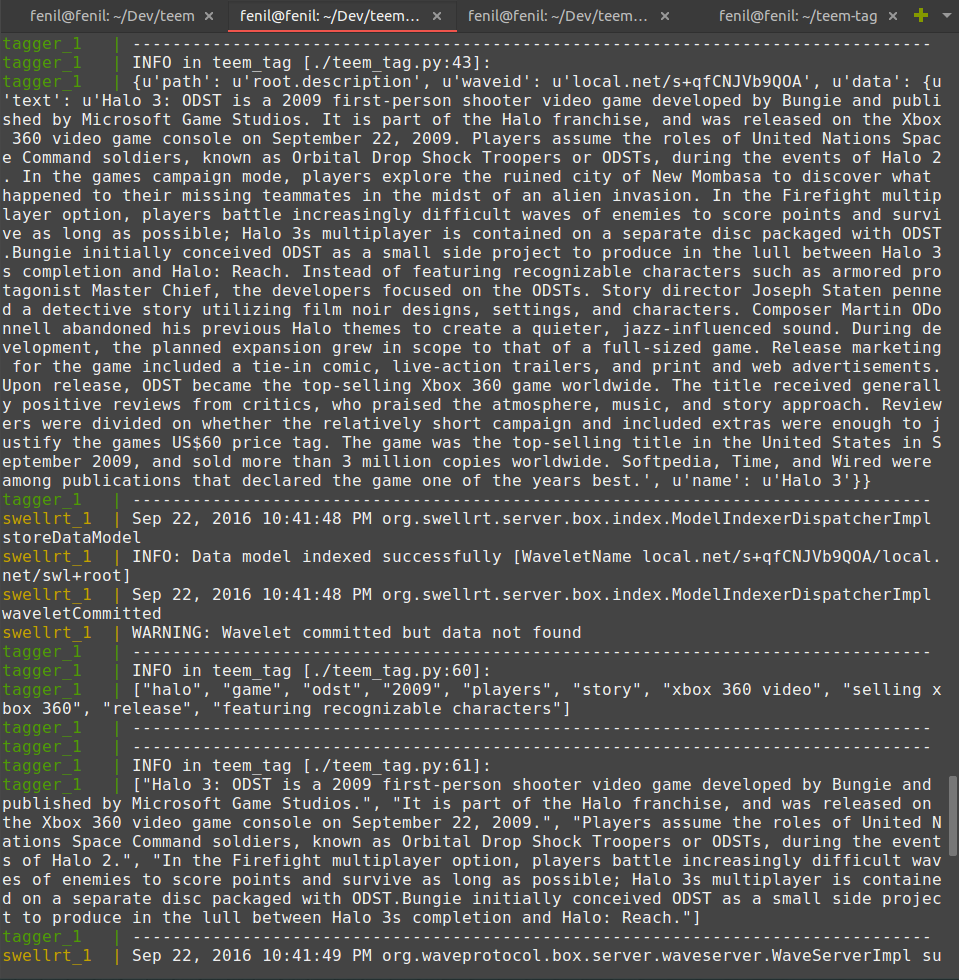 fenil@fenil: ~/Dev/teem × fenil@fenil: ~/Dev/teem... × fenil@fenil: ~/Dev/teem... × fenil@fenil: ~/teem-tag ×
tagger_1   | --------------------------------------------------------------------------------
tagger_1   | INFO in teem_tag [./teem_tag.py:43]:
tagger_1   | {u'path': u'root.description', u'waveid': u'local.net/s+qfCNJVb9QOA', u'data': {u
'text': u'Halo 3: ODST is a 2009 first-person shooter video game developed by Bungie and publi
shed by Microsoft Game Studios. It is part of the Halo franchise, and was released on the Xbox
 360 video game console on September 22, 2009. Players assume the roles of United Nations Spac
e Command soldiers, known as Orbital Drop Shock Troopers or ODSTs, during the events of Halo 2
. In the games campaign mode, players explore the ruined city of New Mombasa to discover what 
happened to their missing teammates in the midst of an alien invasion. In the Firefight multip
layer option, players battle increasingly difficult waves of enemies to score points and survi
ve as long as possible; Halo 3s multiplayer is contained on a separate disc packaged with ODST
.Bungie initially conceived ODST as a small side project to produce in the lull between Halo 3
s completion and Halo: Reach. Instead of featuring recognizable characters such as armored pro
tagonist Master Chief, the developers focused on the ODSTs. Story director Joseph Staten penne
d a detective story utilizing film noir designs, settings, and characters. Composer Martin ODo
nnell abandoned his previous Halo themes to create a quieter, jazz-influenced sound. During de
velopment, the planned expansion grew in scope to that of a full-sized game. Release marketing
 for the game included a tie-in comic, live-action trailers, and print and web advertisements.
Upon release, ODST became the top-selling Xbox 360 game worldwide. The title received generall
y positive reviews from critics, who praised the atmosphere, music, and story approach. Review
ers were divided on whether the relatively short campaign and included extras were enough to j
ustify the games US$60 price tag. The game was the top-selling title in the United States in S
eptember 2009, and sold more than 3 million copies worldwide. Softpedia, Time, and Wired were 
among publications that declared the game one of the years best.', u'name': u'Halo 3'}}
tagger_1   | --------------------------------------------------------------------------------
swellrt_1  | Sep 22, 2016 10:41:48 PM org.swellrt.server.box.index.ModelIndexerDispatcherImpl 
storeDataModel
swellrt_1  | INFO: Data model indexed successfully [WaveletName local.net/s+qfCNJVb9QOA/local.
net/swl+root]
swellrt_1  | Sep 22, 2016 10:41:48 PM org.swellrt.server.box.index.ModelIndexerDispatcherImpl 
waveletCommitted
swellrt_1  | WARNING: Wavelet committed but data not found
tagger_1   | --------------------------------------------------------------------------------
tagger_1   | INFO in teem_tag [./teem_tag.py:60]:
tagger_1   | ["halo", "game", "odst", "2009", "players", "story", "xbox 360 video", "selling x
box 360", "release", "featuring recognizable characters"]
tagger_1   | --------------------------------------------------------------------------------
tagger_1   | --------------------------------------------------------------------------------
tagger_1   | INFO in teem_tag [./teem_tag.py:61]:
tagger_1   | ["Halo 3: ODST is a 2009 first-person shooter video game developed by Bungie and 
published by Microsoft Game Studios.", "It is part of the Halo franchise, and was released on 
the Xbox 360 video game console on September 22, 2009.", "Players assume the roles of United N
ations Space Command soldiers, known as Orbital Drop Shock Troopers or ODSTs, during the event
s of Halo 2.", "In the Firefight multiplayer option, players battle increasingly difficult wav
es of enemies to score points and survive as long as possible; Halo 3s multiplayer is containe
d on a separate disc packaged with ODST.Bungie initially conceived ODST as a small side projec
t to produce in the lull between Halo 3s completion and Halo: Reach."]
tagger_1   | --------------------------------------------------------------------------------
swellrt_1  | Sep 22, 2016 10:41:49 PM org.waveprotocol.box.server.waveserver.WaveServerImpl su